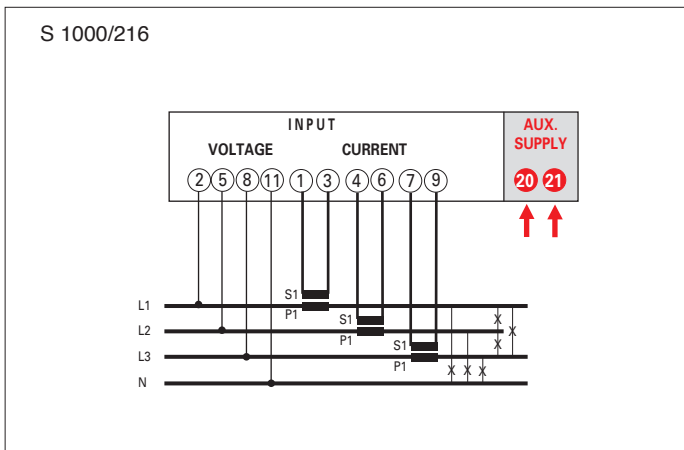 S 1000/216
INPUT
AUX.
SUPPLY
VOLTAGE CURRENT
2 5 8 11 1 3 4 6 7 9 20 21
S1
L1
P1
S1
L2
P1
S1
L3
P1
N
X X X X X X